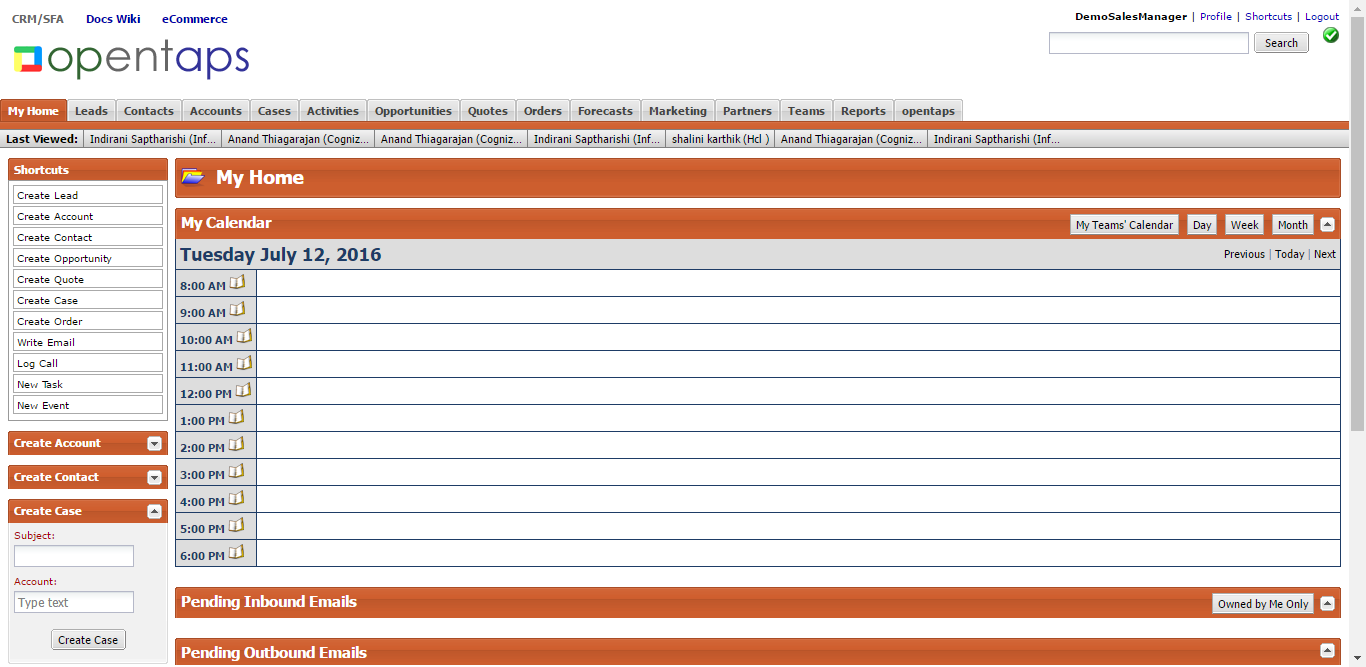 CRM/SFA Docs Wiki eCommerce
DemoSalesManager | Profile | Shortcuts | Logout
opentaps
Search
My Home Leads Contacts Accounts Cases Activities Opportunities Quotes Orders Forecasts Marketing Partners Teams Reports opentaps
Last Viewed: Indirani Saptharishi (Inf... Anand Thiagarajan (Cogniz... Anand Thiagarajan (Cogniz... Indirani Saptharishi (Inf... shalini karthik (Hcl ) Anand Thiagarajan (Cogniz... Indirani Saptharishi (Inf...
Shortcuts
Create Lead
Create Account
Create Contact
Create Opportunity
Create Quote
Create Case
Create Order
Write Email
Log Call
New Task
New Event
Create Account
Create Contact
Create Case
Subject:
Account:
Type text
Create Case
My Home
My Calendar
My Teams' Calendar Day Week Month
Tuesday July 12, 2016
Previous | Today | Next
8:00 AM
9:00 AM
10:00 AM
11:00 AM
12:00 PM
1:00 PM
2:00 PM
3:00 PM
4:00 PM
5:00 PM
6:00 PM
Pending Inbound Emails
Owned by Me Only
Pending Outbound Emails